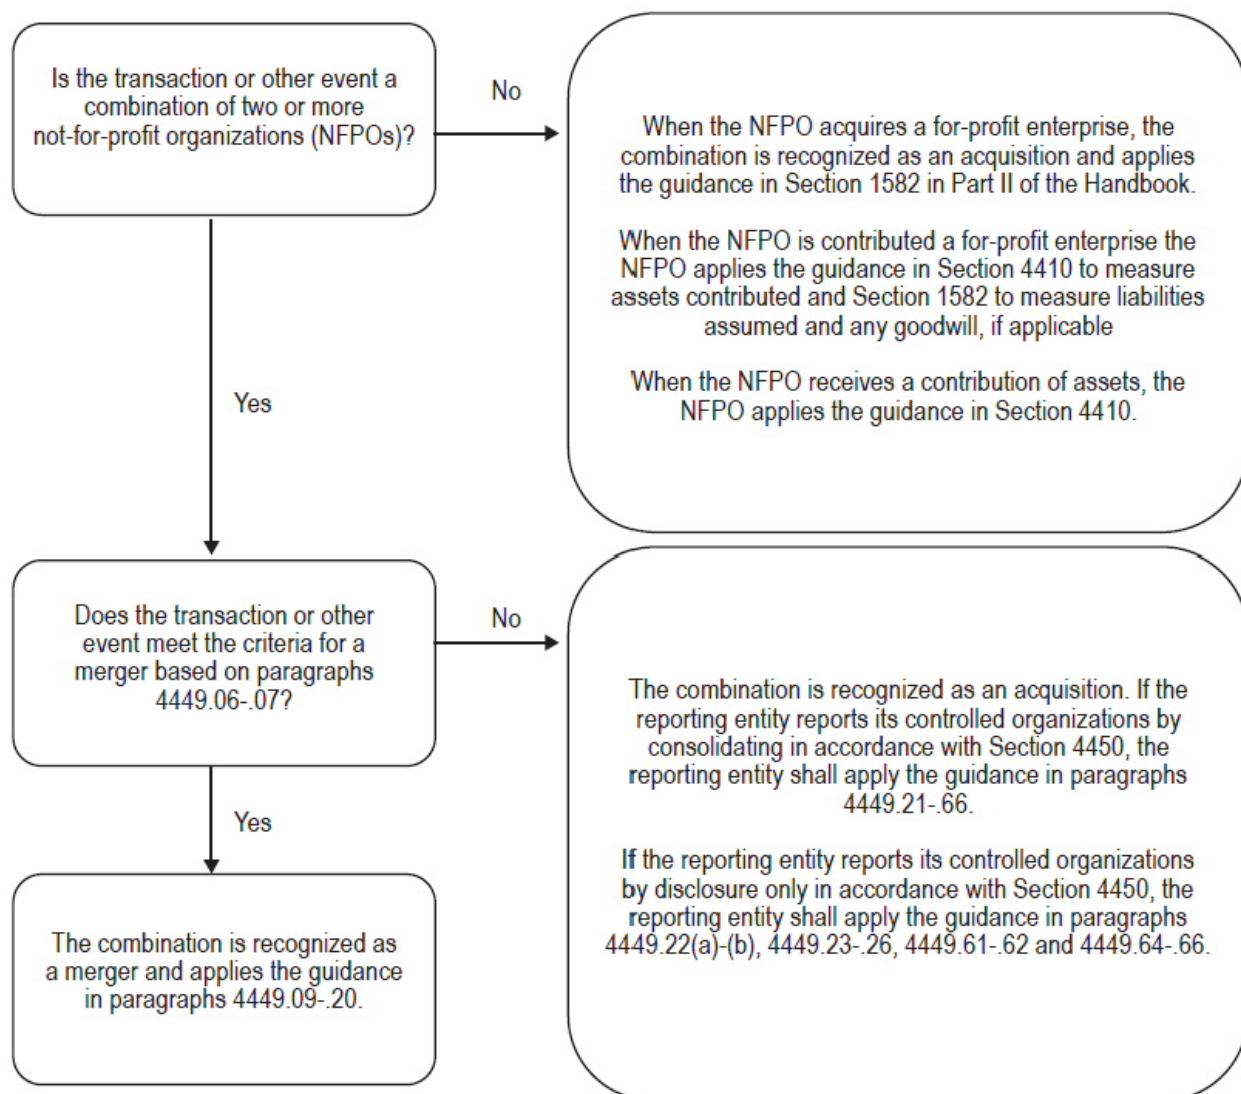 Is the transaction or other event a
combination of two or more
not-for-profit organizations (NFPOs)?
No
When the NFPO acquires a for-profit enterprise, the
combination is recognized as an acquisition and applies
the guidance in Section 1582 in Part II of the Handbook.
When the NFPO is contributed a for-profit enterprise the
NFPO applies the guidance in Section 4410 to measure
assets contributed and Section 1582 to measure liabilities
assumed and any goodwill, if applicable
When the NFPO receives a contribution of assets, the
NFPO applies the guidance in Section 4410.
Yes
Does the transaction or other
event meet the criteria for a
merger based on paragraphs
4449.06-.07?
No
The combination is recognized as an acquisition. If the
reporting entity reports its controlled organizations by
consolidating in accordance with Section 4450, the
reporting entity shall apply the guidance in paragraphs
4449.21-.66.
If the reporting entity reports its controlled organizations
by disclosure only in accordance with Section 4450, the
reporting entity shall apply the guidance in paragraphs
4449.22(a)-(b), 4449.23-.26, 4449.61-.62 and 4449.64-.66.
Yes
The combination is recognized as
a merger and applies the guidance
in paragraphs 4449.09-.20.